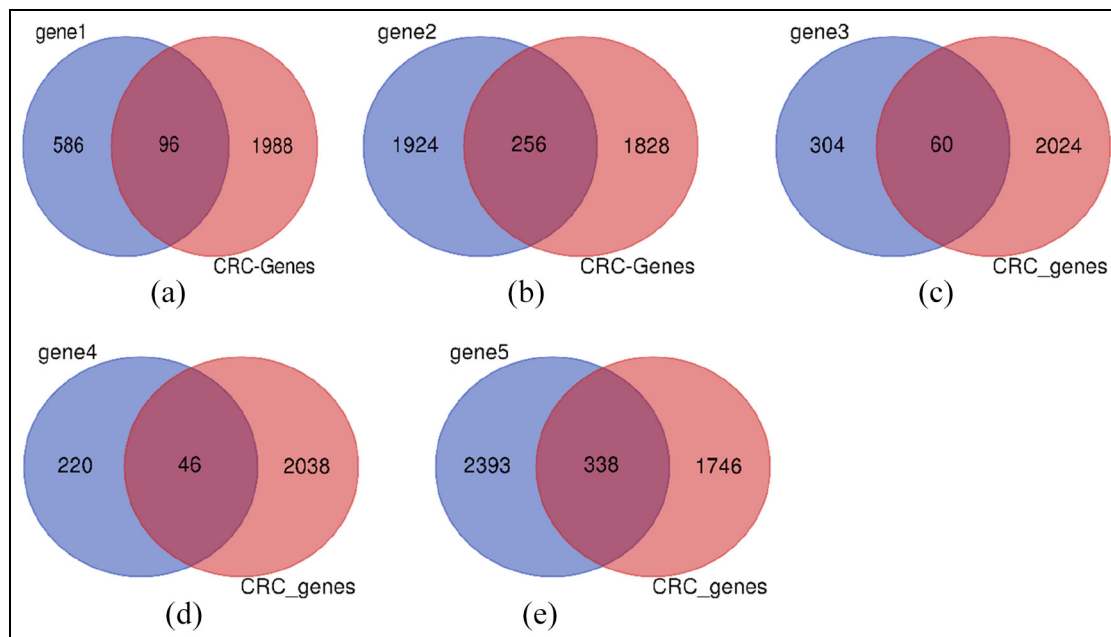 gene1
586 96 1988
CRC-Genes
(a)
gene2
1924 256 1828
CRC-Genes
(b)
gene3
304 60 2024
CRC_genes
(c)
gene4
220 46 2038
CRC_genes
(d)
gene5
2393 338 1746
CRC_genes
(e)